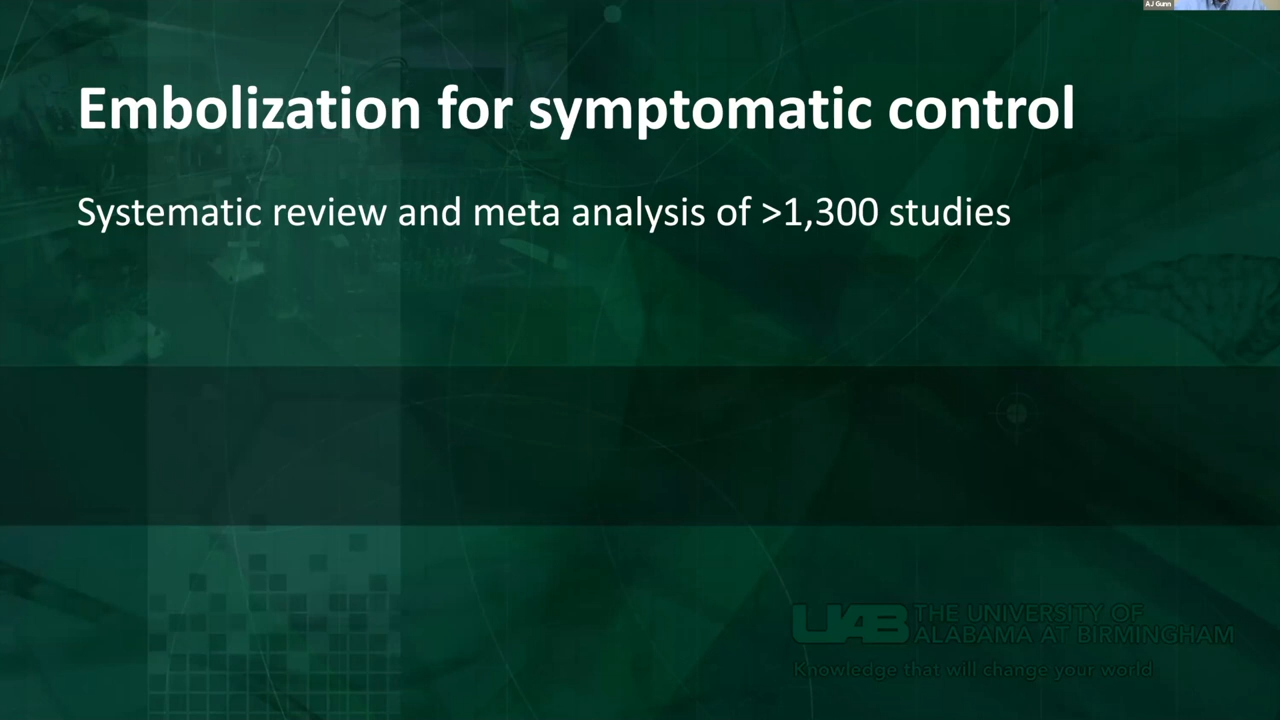 AJ Gunn
Embolization for symptomatic control
Systematic review and meta analysis of >1,300 studies
UAB THE UNIVERSITY OF
ALABAMA AT BIRMINGHAM
Knowledge that will change your world